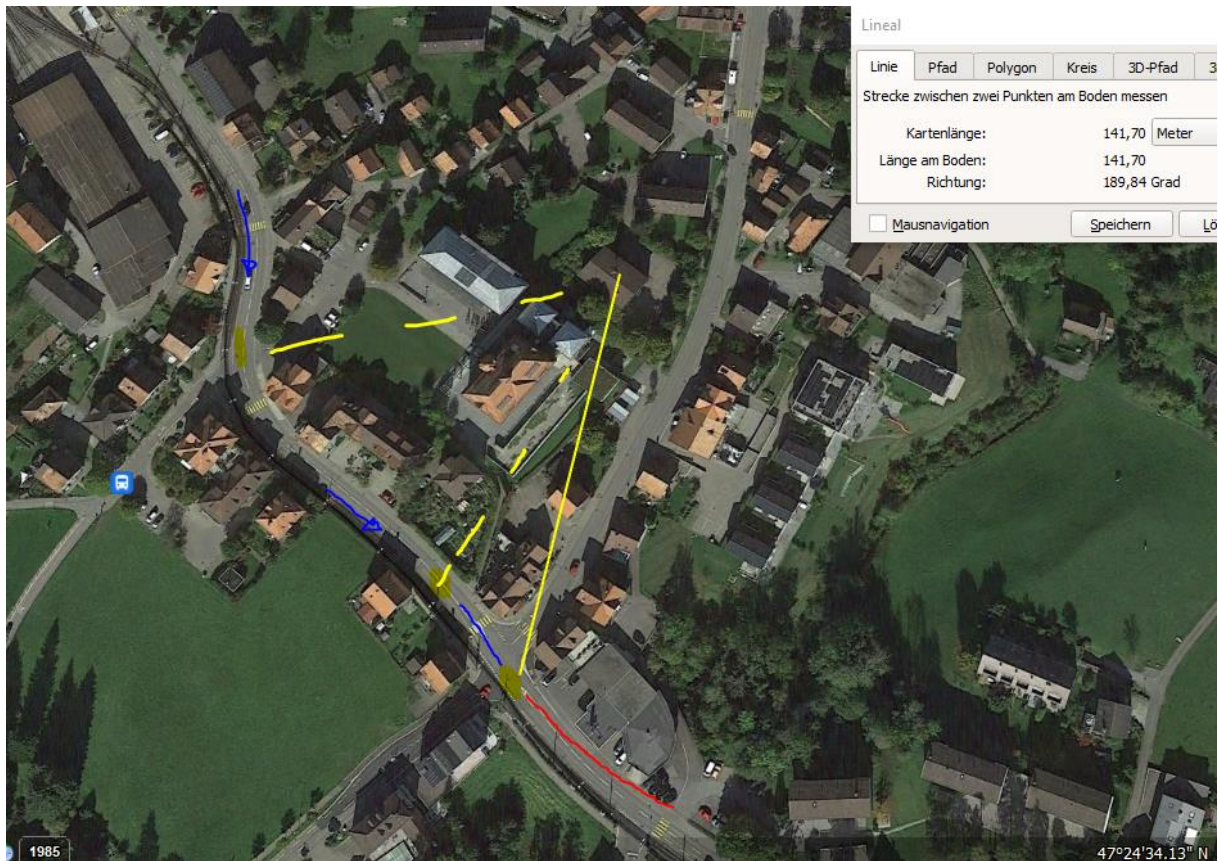 Lineal
Linie Pfad Polygon Kreis 3D-Pfad
Strecke zwischen zwei Punkten am Boden messen
Kartenlänge: 141,70 Meter
Länge am Boden: 141,70
Richtung: 189,84 Grad
Mausnavigation Speichern Lö
1985
47°24'34.13" N